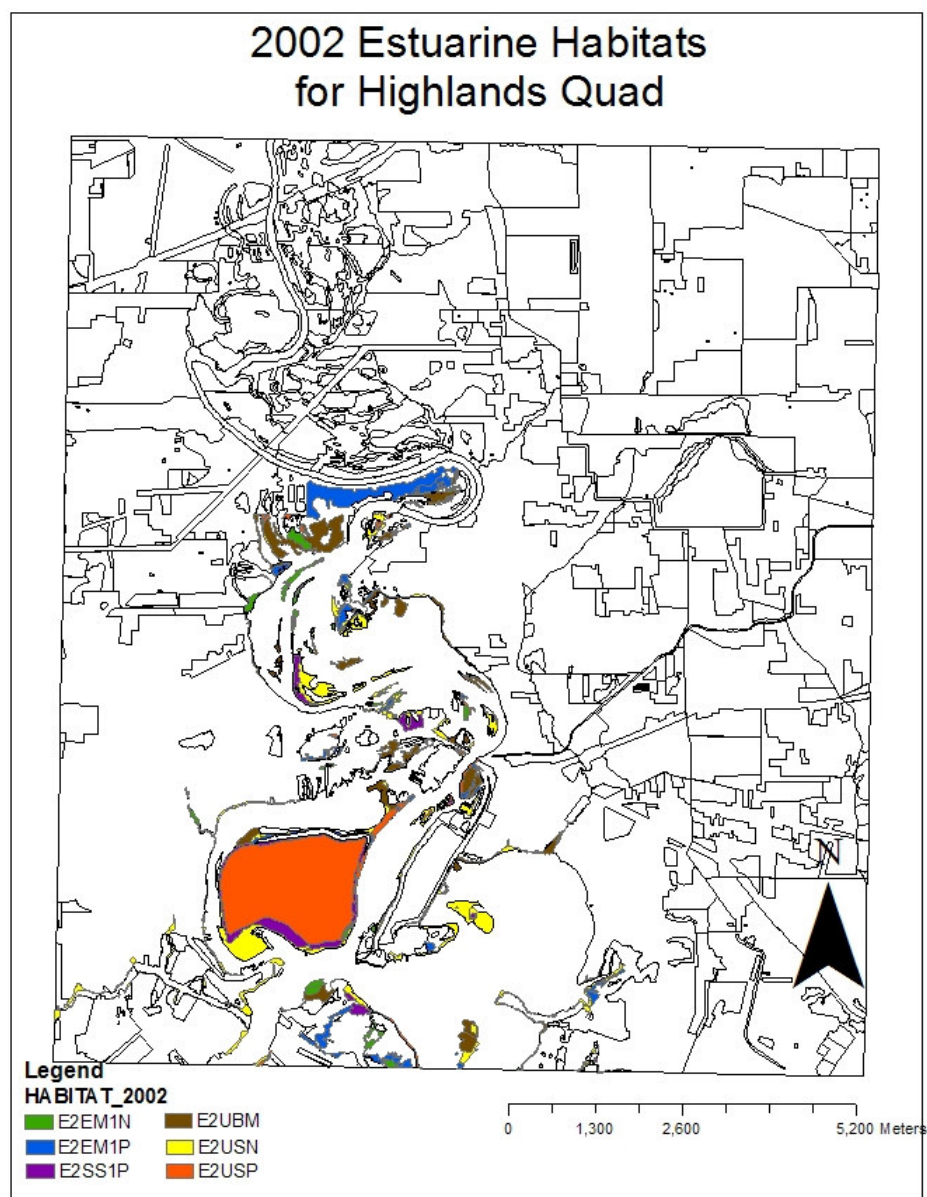 2002 Estuarine Habitats
for Highlands Quad
N
Legend
HABITAT_2002
E2EM1N
E2EM1P
E2SS1P
E2UBM
E2USN
E2USP
0 1,300 2,600 5,200 Meters